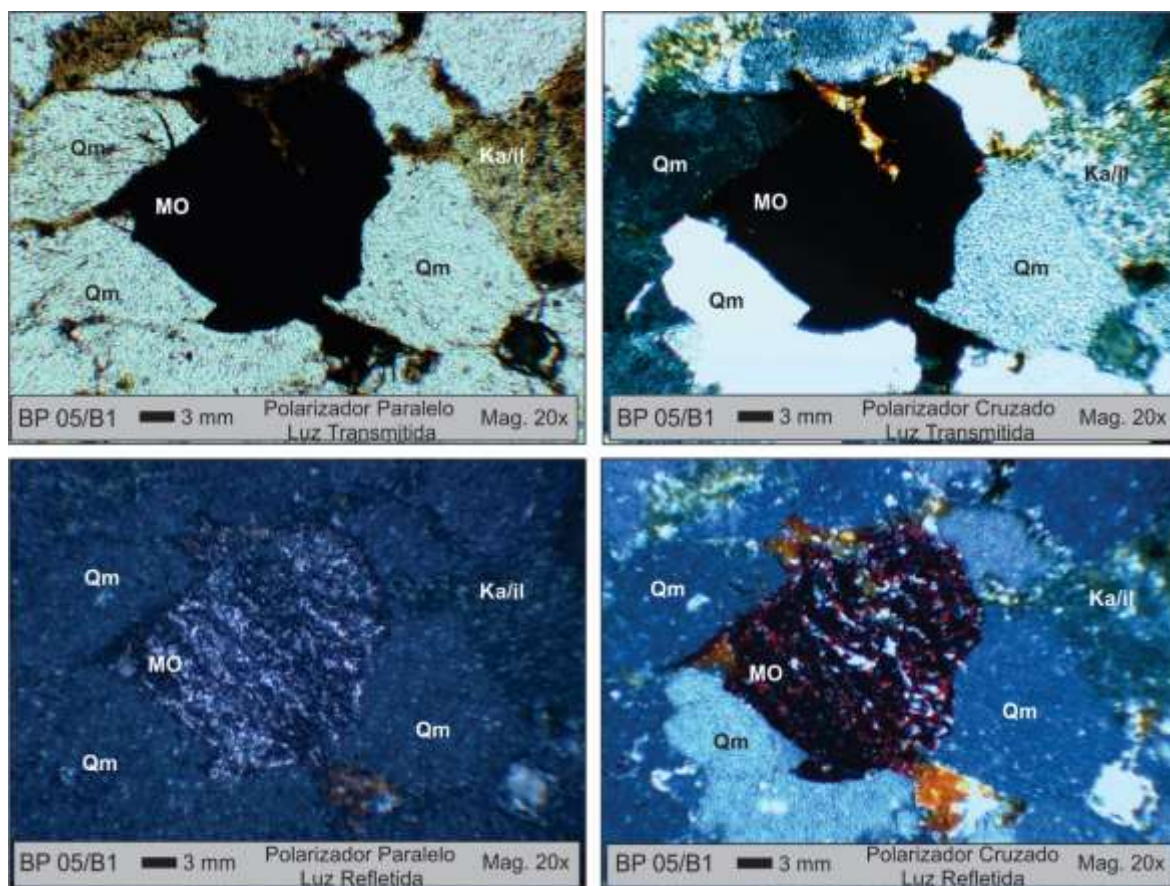 Qm
Ka/il
MO
Qm
Qm
BP 05/B1 3 mm Polarizador Paralelo Luz Transmitida Mag. 20x
Qm
Ka/il
MO
Qm
Qm
BP 05/B1 3 mm Polarizador Cruzado Luz Transmitida Mag. 20x
Qm
Ka/il
MO
Qm
Qm
BP 05/B1 3 mm Polarizador Paralelo Luz Refletida Mag. 20x
Qm
Ka/il
MO
Qm
Qm
BP 05/B1 3 mm Polarizador Cruzado Luz Refletida Mag. 20x